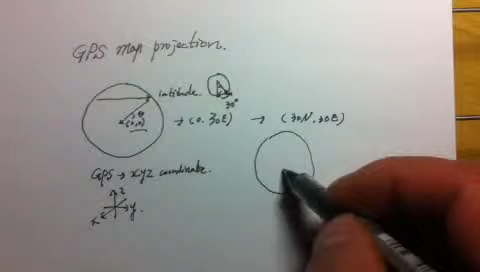 GPS map projection.
latitude.
30°
θ
(0,0)
→ (0, 30E) → (30N, 30E)
GPS → xyz coordinate.
z
x
y.